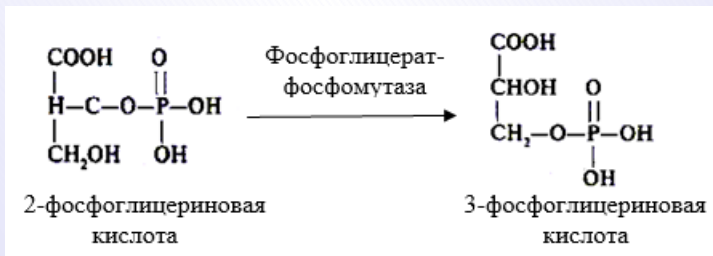 COOH O
H—C—O—P—OH
CH₂OH OH
2-фосфоглицериновая
кислота
Фосфоглицерат-
фосфомутаза
COOH
CHOH O
CH₂—O—P—OH
OH
3-фосфоглицериновая
кислота